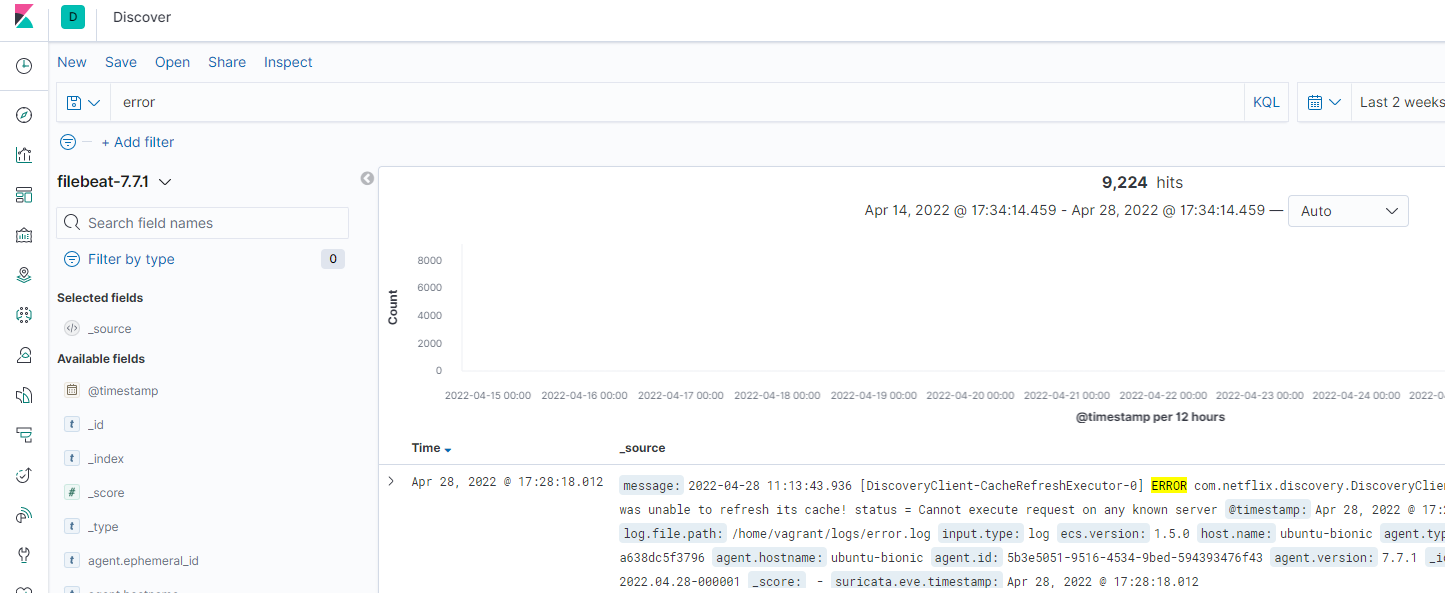 D Discover
New Save Open Share Inspect
error KQL Last 2 weeks
+ Add filter
filebeat-7.7.1
Search field names
Filter by type 0
Selected fields
_source
Available fields
@timestamp
_id
_index
_score
_type
agent.ephemeral_id
9,224 hits
Apr 14, 2022 @ 17:34:14.459 - Apr 28, 2022 @ 17:34:14.459 — Auto
Count
8000
6000
4000
2000
0
2022-04-15 00:00 2022-04-16 00:00 2022-04-17 00:00 2022-04-18 00:00 2022-04-19 00:00 2022-04-20 00:00 2022-04-21 00:00 2022-04-22 00:00 2022-04-23 00:00 2022-04-24 00:00 2022-0
@timestamp per 12 hours
Time _source
Apr 28, 2022 @ 17:28:18.012 message: 2022-04-28 11:13:43.936 [DiscoveryClient-CacheRefreshExecutor-0] ERROR com.netflix.discovery.DiscoveryClie
was unable to refresh its cache! status = Cannot execute request on any known server @timestamp: Apr 28, 2022 @ 17:2
log.file.path: /home/vagrant/logs/error.log input.type: log ecs.version: 1.5.0 host.name: ubuntu-bionic agent.typ
a638dc5f3796 agent.hostname: ubuntu-bionic agent.id: 5b3e5051-9516-4534-9bed-594393476f43 agent.version: 7.7.1 _i
2022.04.28-000001 _score: - suricata.eve.timestamp: Apr 28, 2022 @ 17:28:18.012